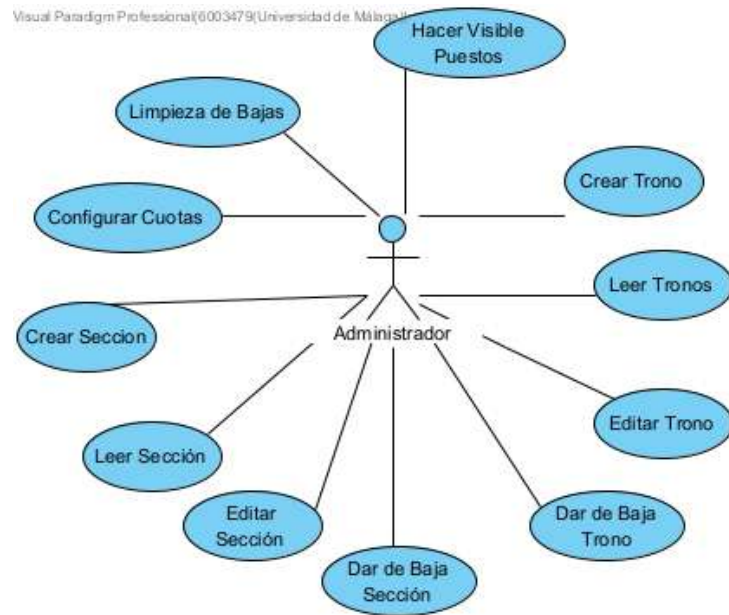 Visual Paradigm Professional(6003479(Universidad de Málaga))
Hacer Visible
Puestos
Limpieza de Bajas
Crear Trono
Configurar Cuotas
Leer Tronos
Crear Seccion
Administrador
Editar Trono
Leer Sección
Editar
Sección
Dar de Baja
Trono
Dar de Baja
Sección